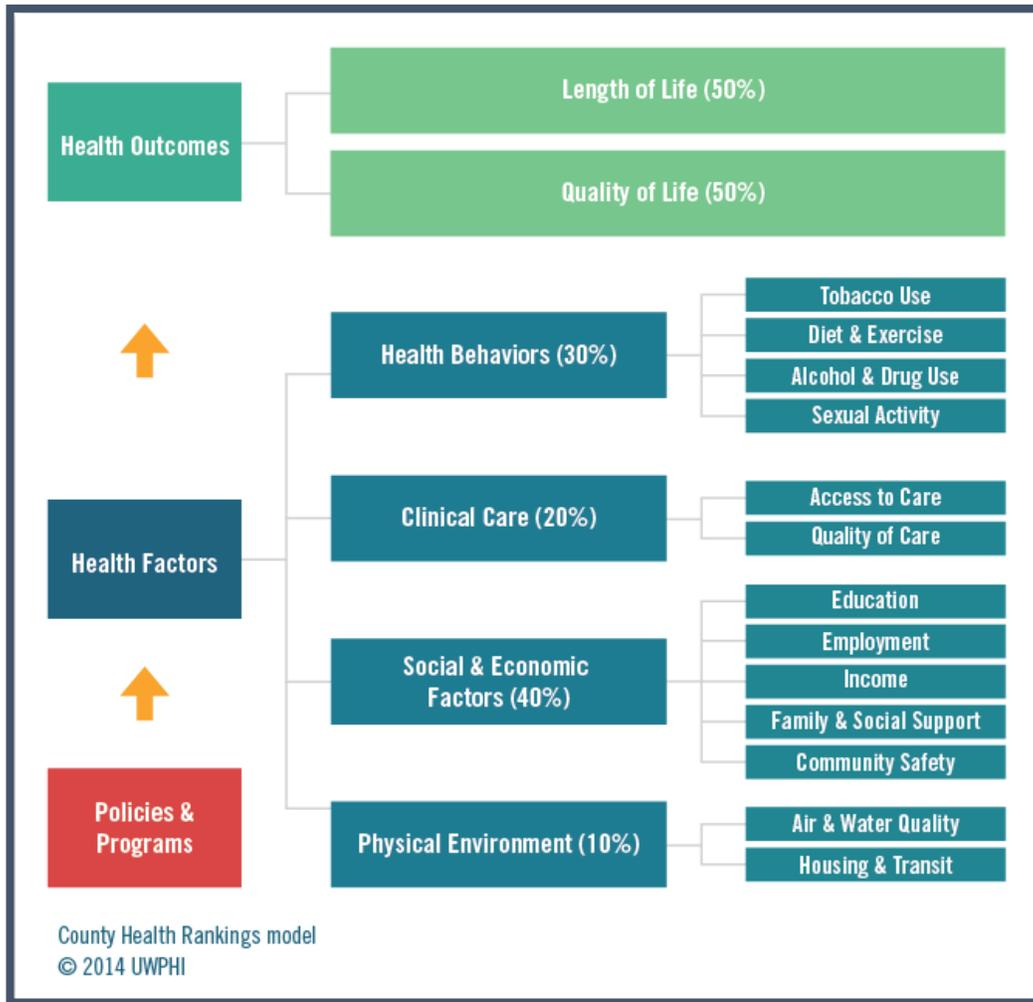 Health Outcomes
Length of Life (50%)
Quality of Life (50%)
Health Behaviors (30%)
Tobacco Use
Diet & Exercise
Alcohol & Drug Use
Sexual Activity
Health Factors
Clinical Care (20%)
Access to Care
Quality of Care
Social & Economic
Factors (40%)
Education
Employment
Income
Family & Social Support
Community Safety
Policies &
Programs
Physical Environment (10%)
Air & Water Quality
Housing & Transit
County Health Rankings model
© 2014 UWPHI